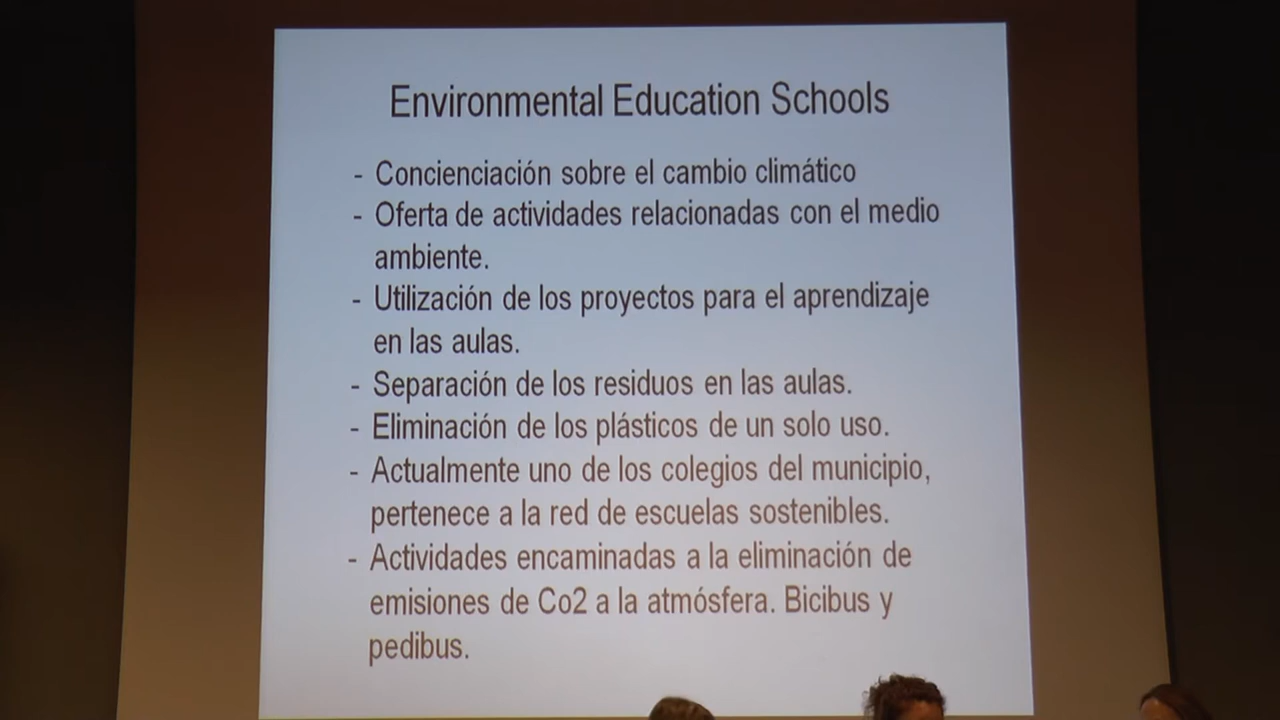 Environmental Education Schools
- Concienciación sobre el cambio climático
- Oferta de actividades relacionadas con el medio
ambiente.
- Utilización de los proyectos para el aprendizaje
en las aulas.
- Separación de los residuos en las aulas.
- Eliminación de los plásticos de un solo uso.
- Actualmente uno de los colegios del municipio,
pertenece a la red de escuelas sostenibles.
- Actividades encaminadas a la eliminación de
emisiones de Co2 a la atmósfera. Bicibus y
pedibus.